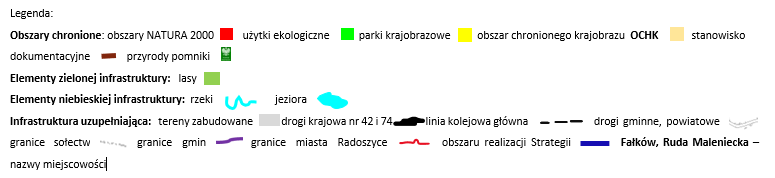 Legenda:
Obszary chronione: obszary NATURA 2000 użytki ekologiczne parki krajobrazowe obszar chronionego krajobrazu OCHK stanowisko
dokumentacyjne przyrody pomniki
Elementy zielonej infrastruktury: lasy
Elementy niebieskiej infrastruktury: rzeki jeziora
Infrastruktura uzupełniająca: tereny zabudowane drogi krajowa nr 42 i 74 linia kolejowa główna drogi gminne, powiatowe
granice sołectw granice gmin granice miasta Radoszyce obszaru realizacji Strategii Fałków, Ruda Maleniecka –
nazwy miejscowości